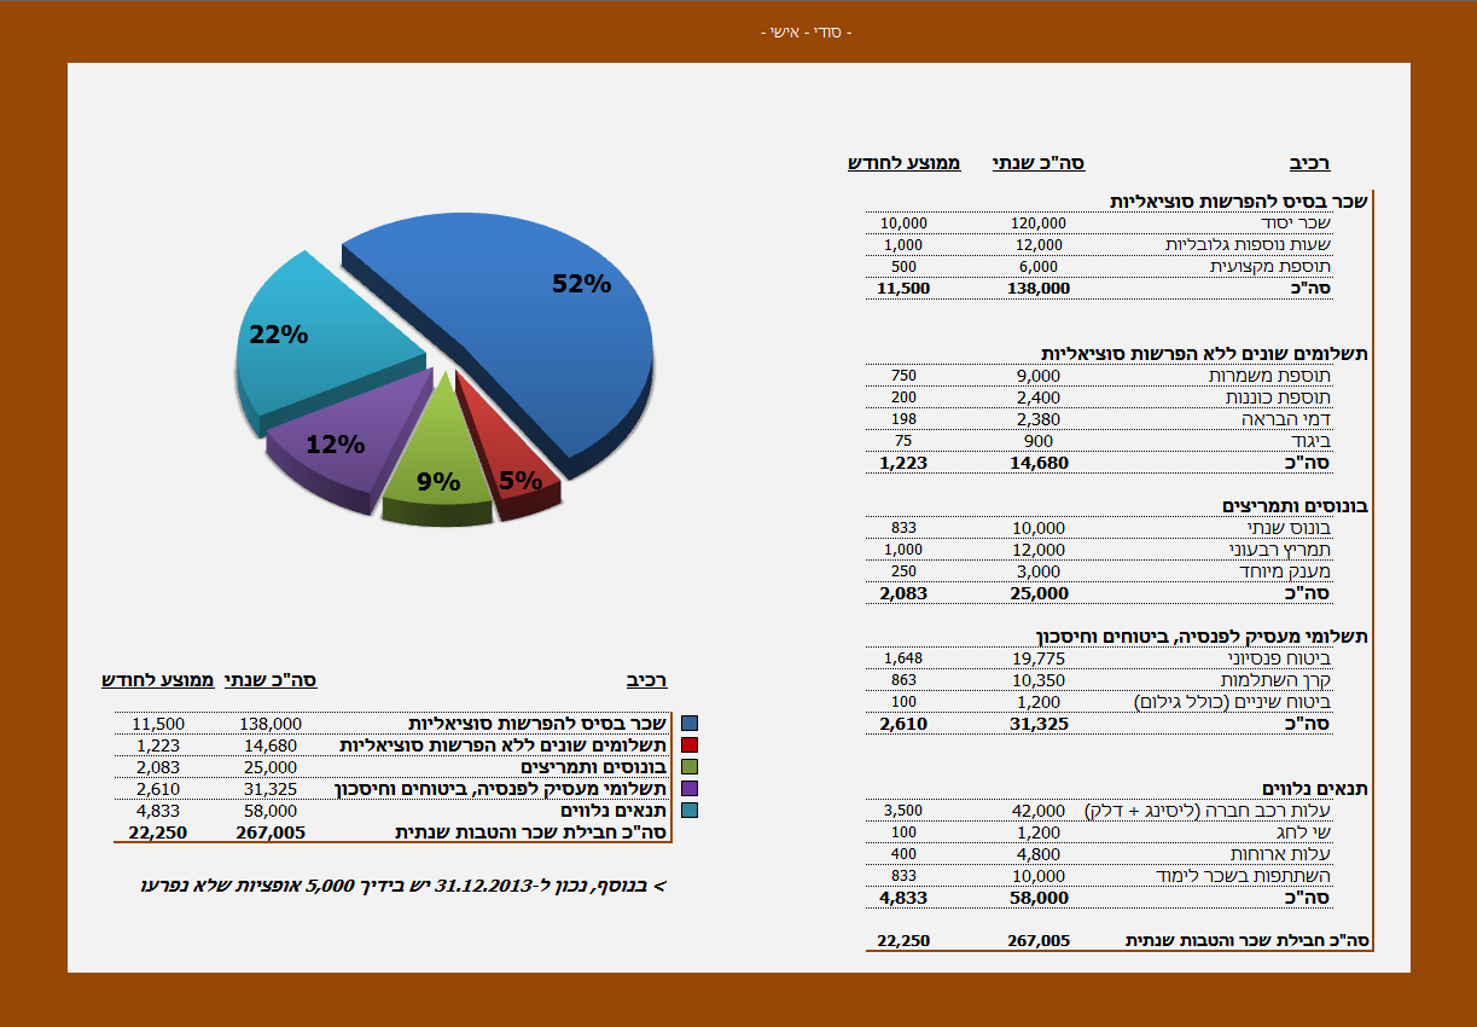 - סודי - אישי -
רכיב סה"כ שנתי ממוצע לחודש
שכר בסיס להפרשות סוציאליות
שכר יסוד 120,000 10,000
שעות נוספות גלובליות 12,000 1,000
תוספת מקצועית 6,000 500
סה"כ 138,000 11,500
תשלומים שונים ללא הפרשות סוציאליות
תוספת משמרות 9,000 750
תוספת כוננות 2,400 200
דמי הבראה 2,380 198
ביגוד 900 75
סה"כ 14,680 1,223
בונוסים ותמריצים
בונוס שנתי 10,000 833
תמריץ רבעוני 12,000 1,000
מענק מיוחד 3,000 250
סה"כ 25,000 2,083
תשלומי מעסיק לפנסיה, ביטוחים וחיסכון
ביטוח פנסיוני 19,775 1,648
קרן השתלמות 10,350 863
ביטוח שיניים (כולל גילום) 1,200 100
סה"כ 31,325 2,610
תנאים נלווים
עלות רכב חברה (ליסינג + דלק) 42,000 3,500
שי לחג 1,200 100
עלות ארוחות 4,800 400
השתתפות בשכר לימוד 10,000 833
סה"כ 58,000 4,833
סה"כ חבילת שכר והטבות שנתית 267,005 22,250
52%
22%
12%
9%
5%
רכיב סה"כ שנתי ממוצע לחודש
שכר בסיס להפרשות סוציאליות 138,000 11,500
תשלומים שונים ללא הפרשות סוציאליות 14,680 1,223
בונוסים ותמריצים 25,000 2,083
תשלומי מעסיק לפנסיה, ביטוחים וחיסכון 31,325 2,610
תנאים נלווים 58,000 4,833
סה"כ חבילת שכר והטבות שנתית 267,005 22,250
> בנוסף, נכון ל-31.12.2013 יש בידיך 5,000 אופציות שלא נפרעו